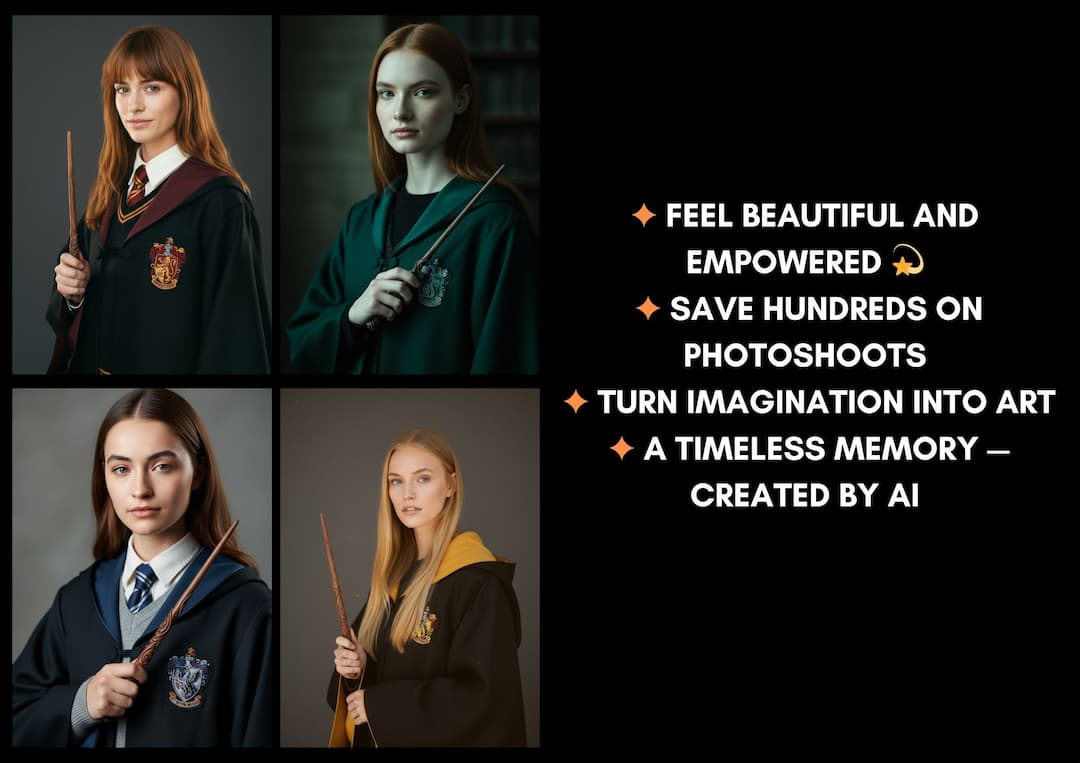 ✦ FEEL BEAUTIFUL AND
EMPOWERED 💫
✦ SAVE HUNDREDS ON
PHOTOSHOOTS
✦ TURN IMAGINATION INTO ART
✦ A TIMELESS MEMORY —
CREATED BY AI